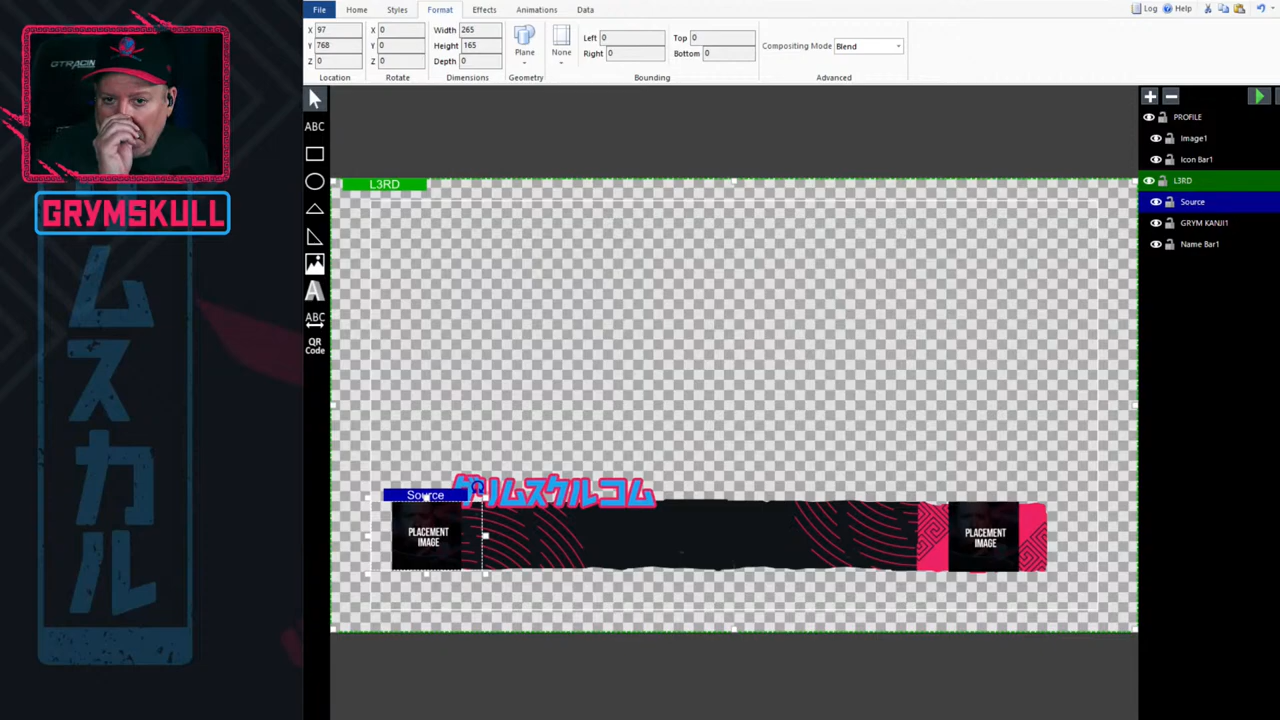 File Home Styles Format Effects Animations Data Log Help
X 97 X 0 Width 265 Left 0 Top 0
Y 768 Y 0 Height 165 Plane None Right 0 Bottom 0 Compositing Mode Blend
Z 0 Z 0 Depth 0
Location Rotate Dimensions Geometry Bounding Advanced
GTRACIN
GRYMSKULL
ムスカル
ABC
A
ABC
QR
Code
L3RD
Source
グリムスクルコム
PLACEMENT
IMAGE
PLACEMENT
IMAGE
PROFILE
Image1
Icon Bar1
L3RD
Source
GRYM KANJI1
Name Bar1